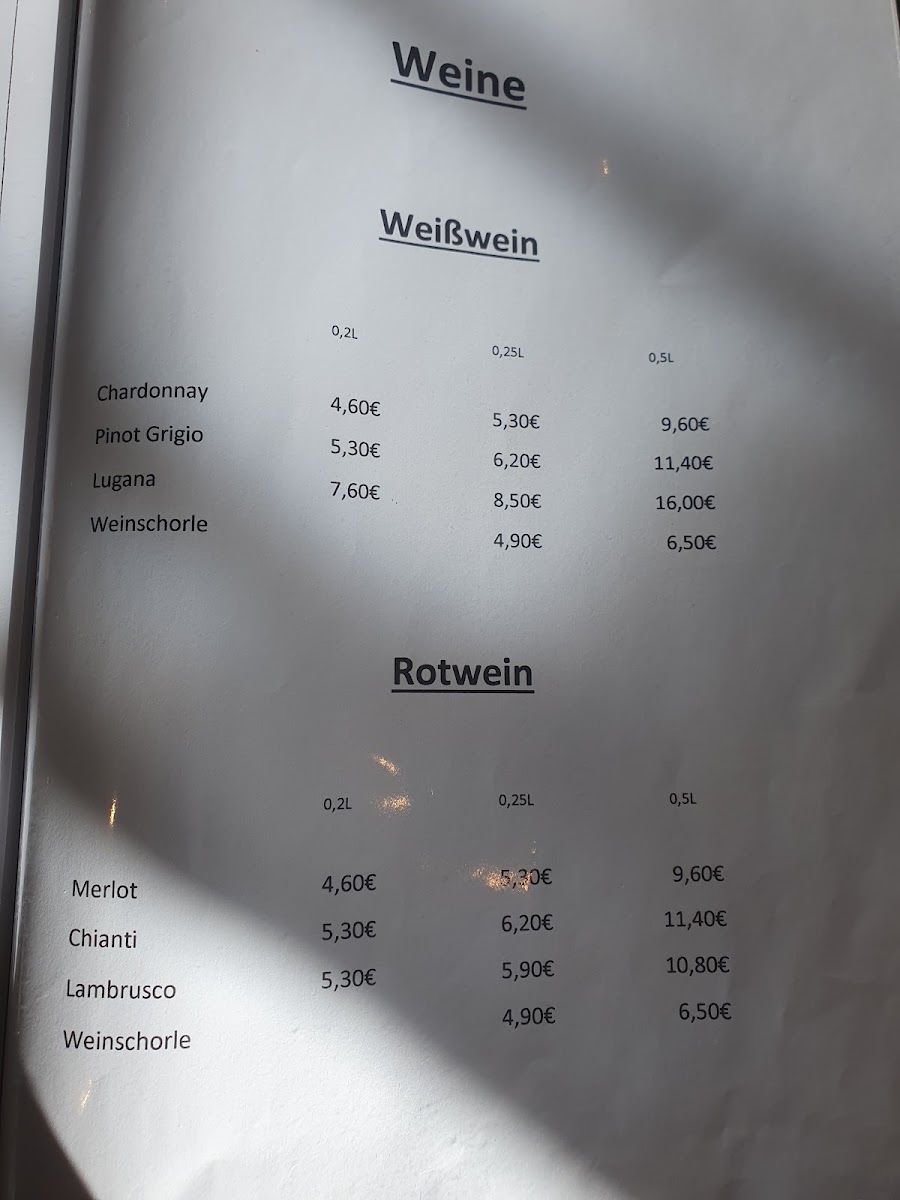 Weine
Weißwein
0,2L 0,25L 0,5L
Chardonnay 4,60€ 5,30€ 9,60€
Pinot Grigio 5,30€ 6,20€ 11,40€
Lugana 7,60€ 8,50€ 16,00€
Weinschorle 4,90€ 6,50€
Rotwein
0,2L 0,25L 0,5L
Merlot 4,60€ 5,30€ 9,60€
Chianti 5,30€ 6,20€ 11,40€
Lambrusco 5,30€ 5,90€ 10,80€
Weinschorle 4,90€ 6,50€